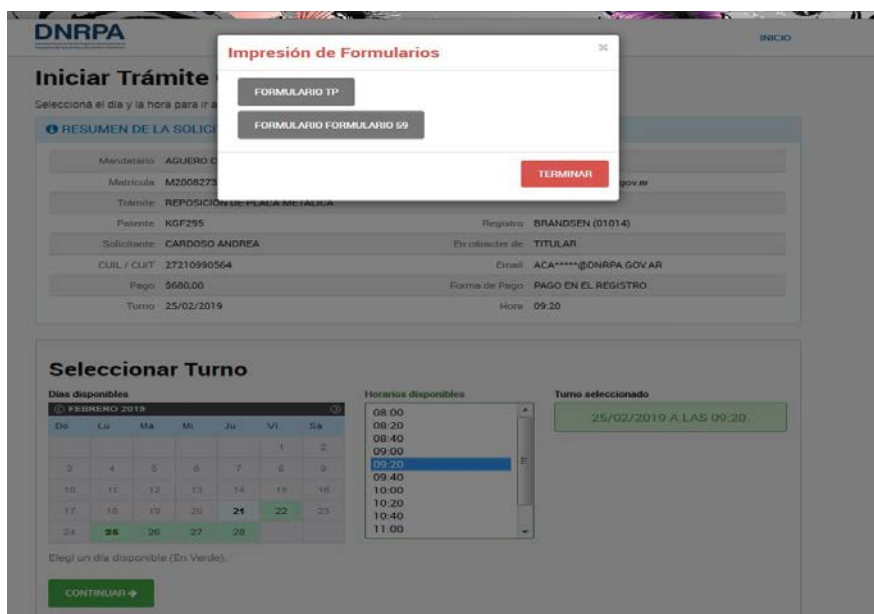 DNRPA
INICIO
Impresión de Formularios
×
FORMULARIO TP
FORMULARIO FORMULARIO 59
TERMINAR
Iniciar Trámite
Seleccioná el día y la hora para ir a
RESUMEN DE LA SOLICI
Mandatario AGUERO C
Matrícula M2008273 gov.ar
Trámite REPOSICIÓN DE PLACA METÁLICA
Patente KGF295 Registro BRANDSEN (01014)
Solicitante CARDOSO ANDREA En cáracter de TITULAR
CUIL / CUIT 27210990564 Email ACA*****@DNRPA.GOV.AR
Pago $680,00 Forma de Pago PAGO EN EL REGISTRO
Turno 25/02/2019 Hora 09:20
Seleccionar Turno
Días disponibles Horarios disponibles Turno seleccionado
FEBRERO 2019
Do Lu Ma Mi Ju Vi Sa
1 2
3 4 5 6 7 8 9
10 11 12 13 14 15 16
17 18 19 20 21 22 23
24 25 26 27 28
08:00
08:20
08:40
09:00
09:20
09:40
10:00
10:20
10:40
11:00
25/02/2019 A LAS 09:20
Elegí un día disponible (En Verde).
CONTINUAR